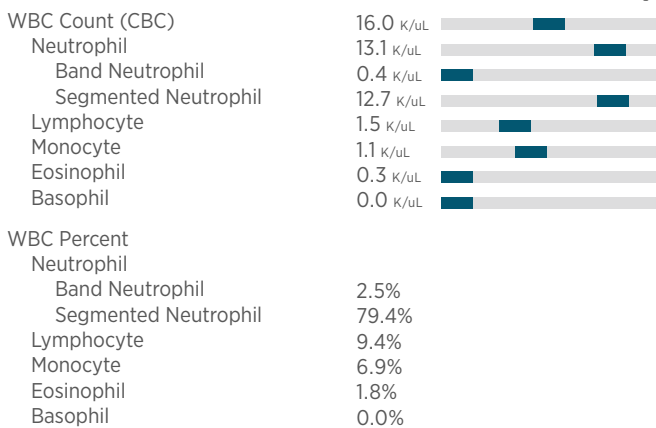 WBC Count (CBC) 16.0 K/uL
Neutrophil 13.1 K/uL
Band Neutrophil 0.4 K/uL
Segmented Neutrophil 12.7 K/uL
Lymphocyte 1.5 K/uL
Monocyte 1.1 K/uL
Eosinophil 0.3 K/uL
Basophil 0.0 K/uL
WBC Percent
Neutrophil
Band Neutrophil 2.5%
Segmented Neutrophil 79.4%
Lymphocyte 9.4%
Monocyte 6.9%
Eosinophil 1.8%
Basophil 0.0%